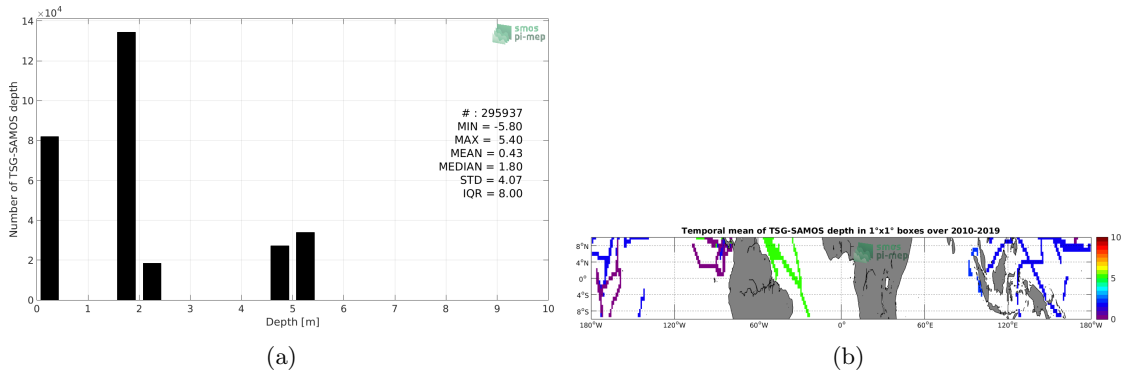 ×10⁴
14
12
10
8
6
4
2
0
Number of TSG-SAMOS depth
0 1 2 3 4 5 6 7 8 9 10
Depth [m]
smos
pi-mep
# : 295937
MIN = -5.80
MAX = 5.40
MEAN = 0.43
MEDIAN = 1.80
STD = 4.07
IQR = 8.00
(a)
Temporal mean of TSG-SAMOS depth in 1°x1° boxes over 2010-2019
smos
pi-mep
8°N
4°N
0°
4°S
8°S
180°W 120°W 60°W 0° 60°E 120°E 180°W
10
5
0
(b)